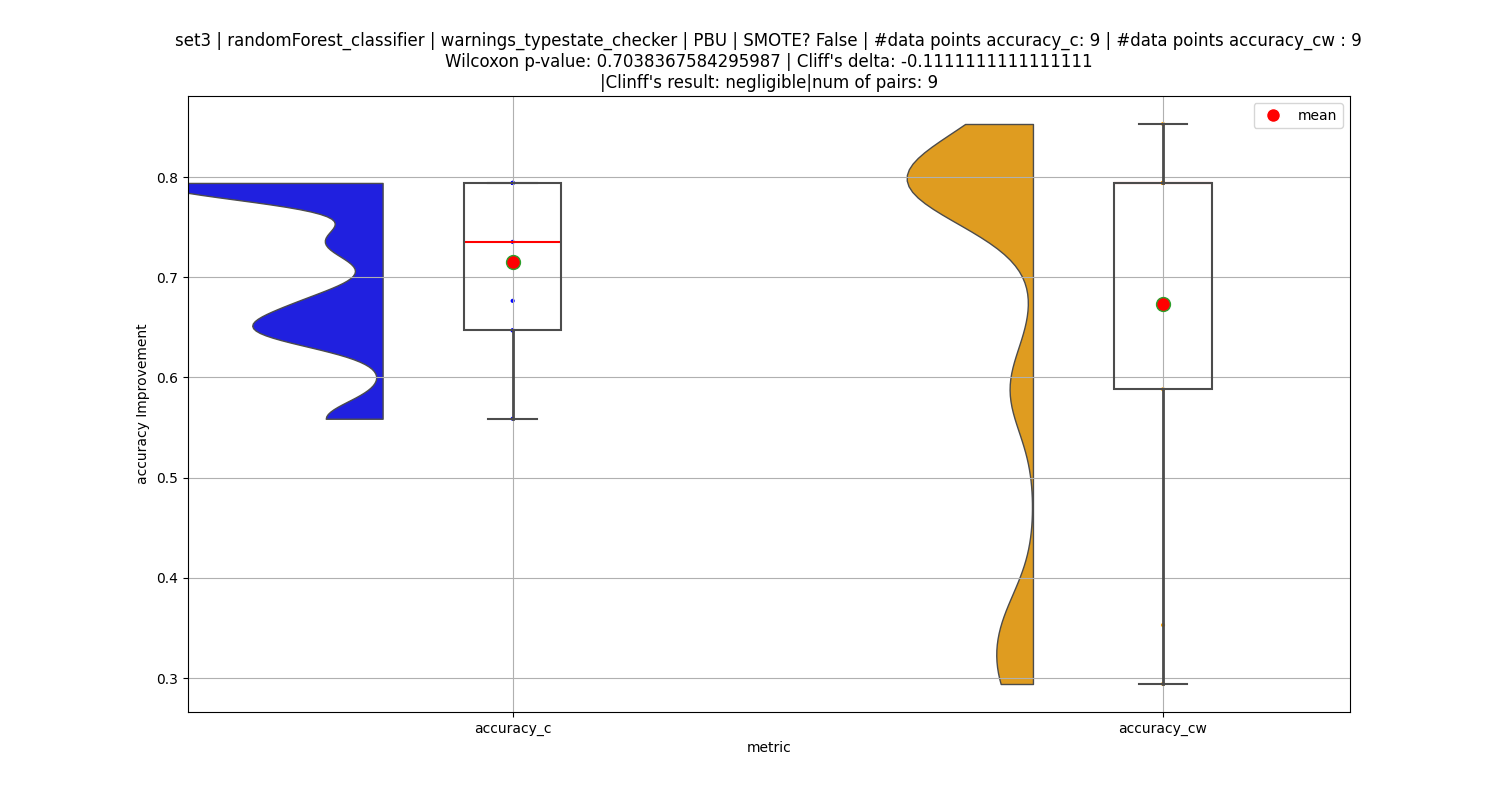 set3 | randomForest_classifier | warnings_typestate_checker | PBU | SMOTE? False | #data points accuracy_c: 9 | #data points accuracy_cw : 9
Wilcoxon p-value: 0.7038367584295987 | Cliff's delta: -0.1111111111111111
|Clinff's result: negligible|num of pairs: 9
mean
accuracy Improvement
0.8
0.7
0.6
0.5
0.4
0.3
accuracy_c
accuracy_cw
metric